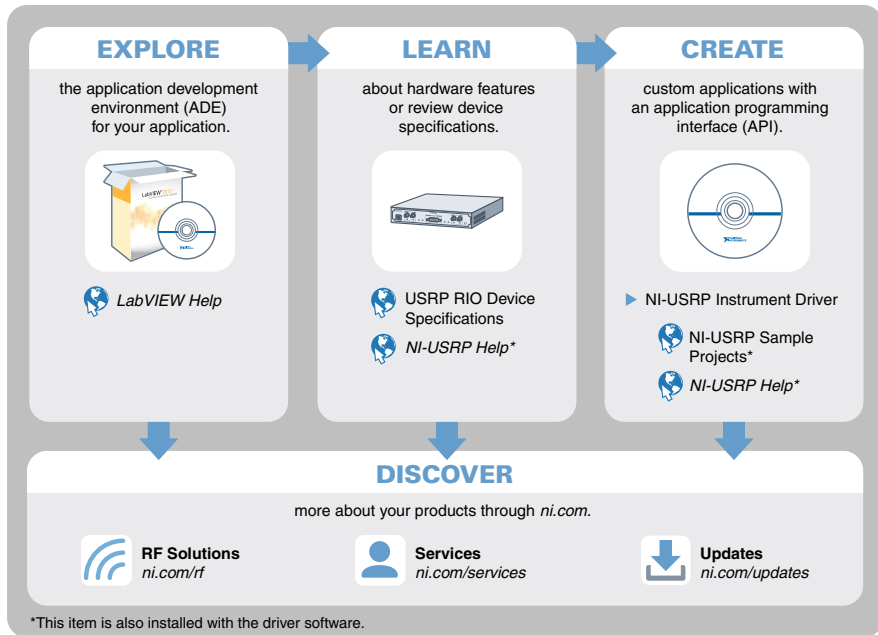 EXPLORE
the application development
environment (ADE)
for your application.
LabVIEW
LabVIEW Help
LEARN
about hardware features
or review device
specifications.
USRP RIO Device
Specifications
NI-USRP Help*
CREATE
custom applications with
an application programming
interface (API).
NATIONAL
INSTRUMENTS
NI-USRP Instrument Driver
NI-USRP Sample
Projects*
NI-USRP Help*
DISCOVER
more about your products through ni.com.
RF Solutions
ni.com/rf
Services
ni.com/services
Updates
ni.com/updates
*This item is also installed with the driver software.